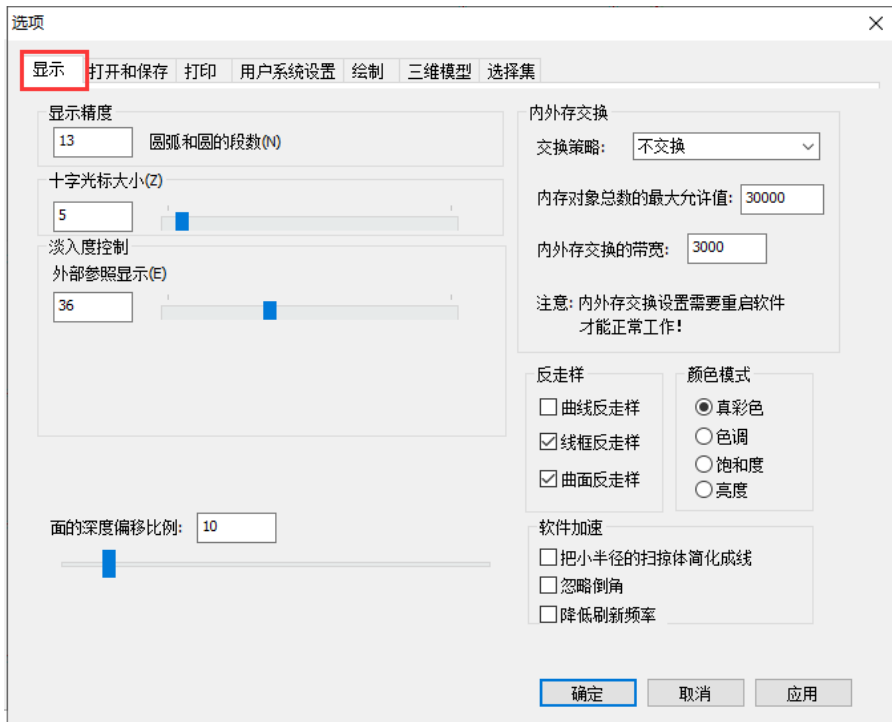 选项
显示 打开和保存 打印 用户系统设置 绘制 三维模型 选择集
显示精度
13 圆弧和圆的段数(N)
十字光标大小(Z)
5
淡入度控制
外部参照显示(E)
36
面的深度偏移比例: 10
内外存交换
交换策略: 不交换
内存对象总数的最大允许值: 30000
内外存交换的带宽: 3000
注意: 内外存交换设置需要重启软件
才能正常工作!
反走样
曲线反走样
线框反走样
曲面反走样
颜色模式
真彩色
色调
饱和度
亮度
软件加速
把小半径的扫掠体简化成线
忽略倒角
降低刷新频率
确定 取消 应用